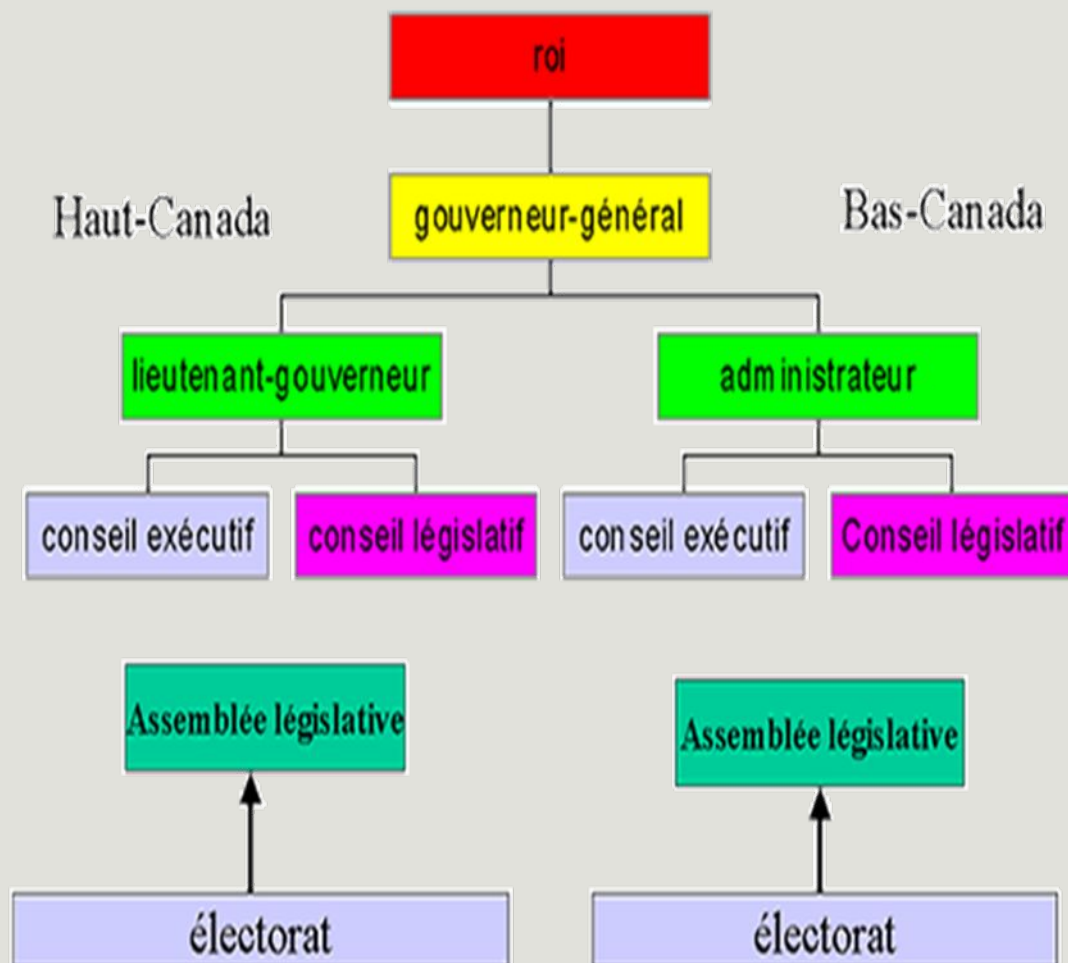 roi
Haut-Canada
gouverneur-général
Bas-Canada
lieutenant-gouverneur
administrateur
conseil exécutif
conseil législatif
conseil exécutif
Conseil législatif
Assemblée législative
Assemblée législative
électorat
électorat